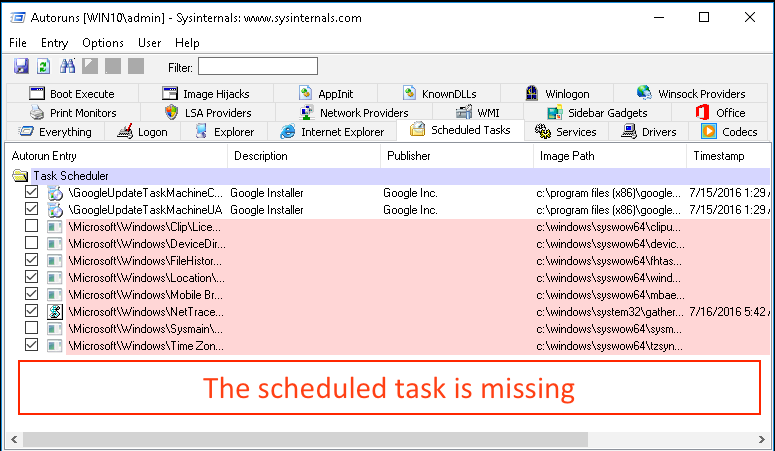 Autoruns [WIN10\admin] - Sysinternals: www.sysinternals.com
File Entry Options User Help
Filter:
Boot Execute Image Hijacks AppInit KnownDLLs Winlogon Winsock Providers
Print Monitors LSA Providers Network Providers WMI Sidebar Gadgets Office
Everything Logon Explorer Internet Explorer Scheduled Tasks Services Drivers Codecs
Autorun Entry Description Publisher Image Path Timestamp
Task Scheduler
\GoogleUpdateTaskMachineC... Google Installer Google Inc. c:\program files (x86)\google... 7/15/2016 1:29 A
\GoogleUpdateTaskMachineUA Google Installer Google Inc. c:\program files (x86)\google... 7/15/2016 1:29 A
\Microsoft\Windows\Clip\Lice... c:\windows\syswow64\clipu...
\Microsoft\Windows\DeviceDir... c:\windows\syswow64\devic...
\Microsoft\Windows\FileHistor... c:\windows\syswow64\fhtas...
\Microsoft\Windows\Location\... c:\windows\syswow64\wind...
\Microsoft\Windows\Mobile Br... c:\windows\syswow64\mbae...
\Microsoft\Windows\NetTrace... c:\windows\system32\gather... 7/16/2016 5:42 A
\Microsoft\Windows\Sysmain\... c:\windows\syswow64\sysm...
\Microsoft\Windows\Time Zon... c:\windows\syswow64\tzsyn...
The scheduled task is missing